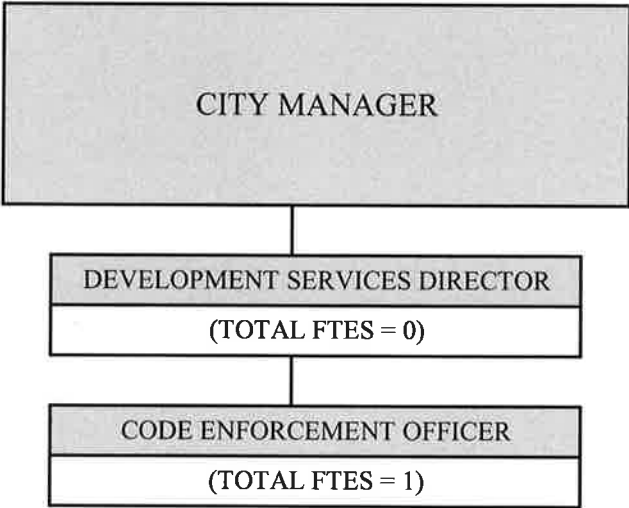 CITY MANAGER
DEVELOPMENT SERVICES DIRECTOR
(TOTAL FTES = 0)
CODE ENFORCEMENT OFFICER
(TOTAL FTES = 1)